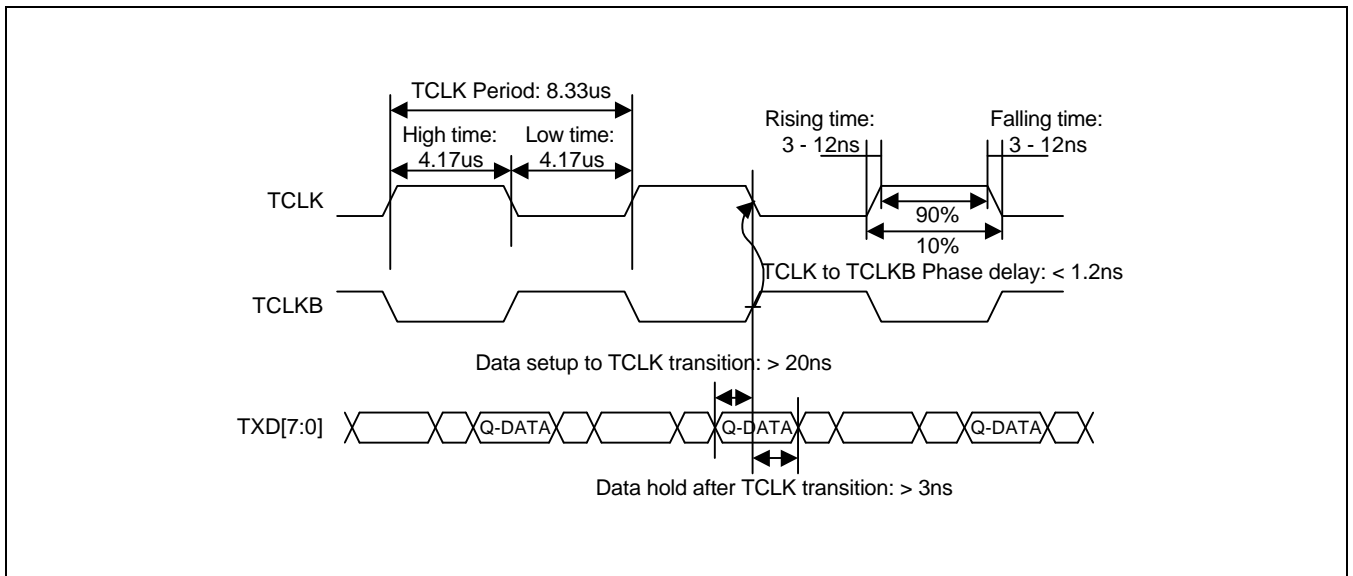 TCLK Period: 8.33us
High time:
4.17us
Low time:
4.17us
Rising time:
3 - 12ns
Falling time:
3 - 12ns
TCLK
90%
10%
TCLK to TCLKB Phase delay: < 1.2ns
TCLKB
Data setup to TCLK transition: > 20ns
TXD[7:0]
Q-DATA
Q-DATA
Q-DATA
Data hold after TCLK transition: > 3ns